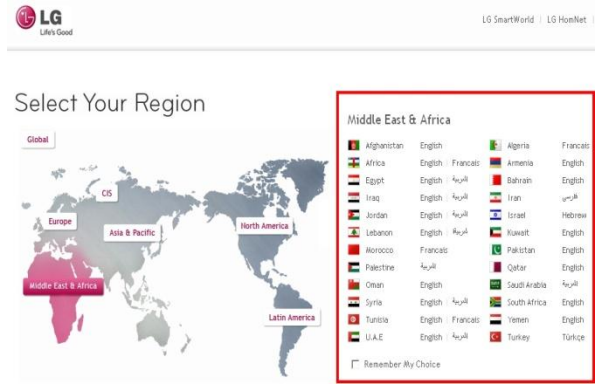 LG
Life's Good
LG SmartWorld | LG HomNet |
Select Your Region
Global
CIS
Europe
Asia & Pacific
North America
Middle East & Africa
Latin America
Middle East & Africa
Afghanistan English
Algeria Francais
Africa English Francais
Armenia English
Egypt English العربية
Bahrain English
Iraq English العربية
Iran فارسی
Jordan English العربية
Israel Hebrew
Lebanon English العربية
Kuwait English
Morocco Francais
Pakistan English
Palestine العربية
Qatar English
Oman English
Saudi Arabia العربية
Syria English العربية
South Africa English
Tunisia English Francais
Yemen English
U.A.E English العربية
Turkey Türkçe
Remember My Choice